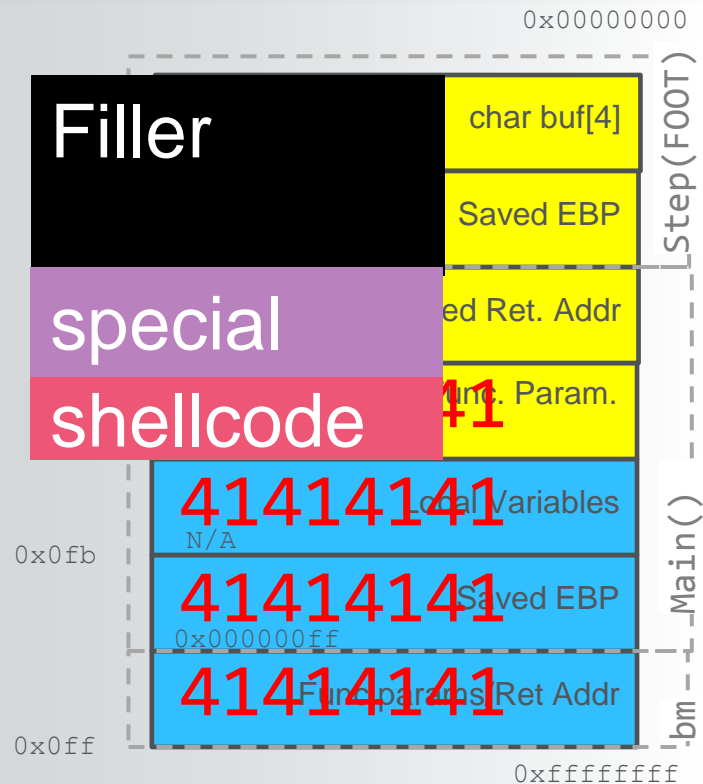 0x00000000
Filler
char buf[4]
Step(FOOT)
Saved EBP
special
ed Ret. Addr
shellcode
41
unc. Param.
41414141
Local Variables
N/A
0x0fb
Main()
41414141
Saved EBP
0x000000ff
41414141
Func params/Ret Addr
bm
0x0ff
0xffffffff